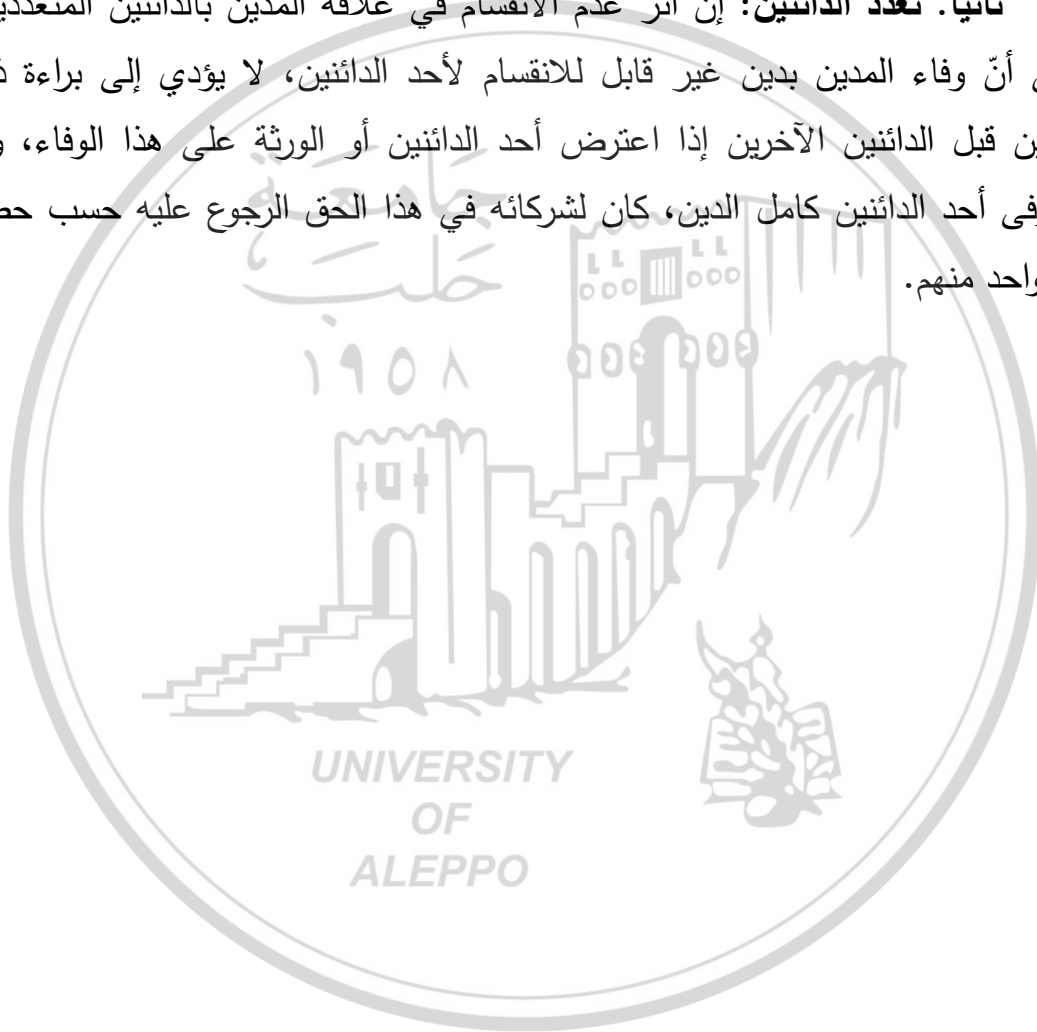 ثانياً. تعدد الدائنين: إن أثر عدم الانقسام في علاقة المدين بالدائنين
أنّ وفاء المدين بدين غير قابل للانقسام لأحد الدائنين، لا يؤدي إلى براءة
قبل الدائنين الآخرين إذا اعترض أحد الدائنين أو الورثة على هذا الوفاء،
أحد الدائنين كامل الدين، كان لشركائه في هذا الحق الرجوع عليه حسب
واحد منهم.
جامعة
حلب
١٩٥٨
UNIVERSITY
OF
ALEPPO